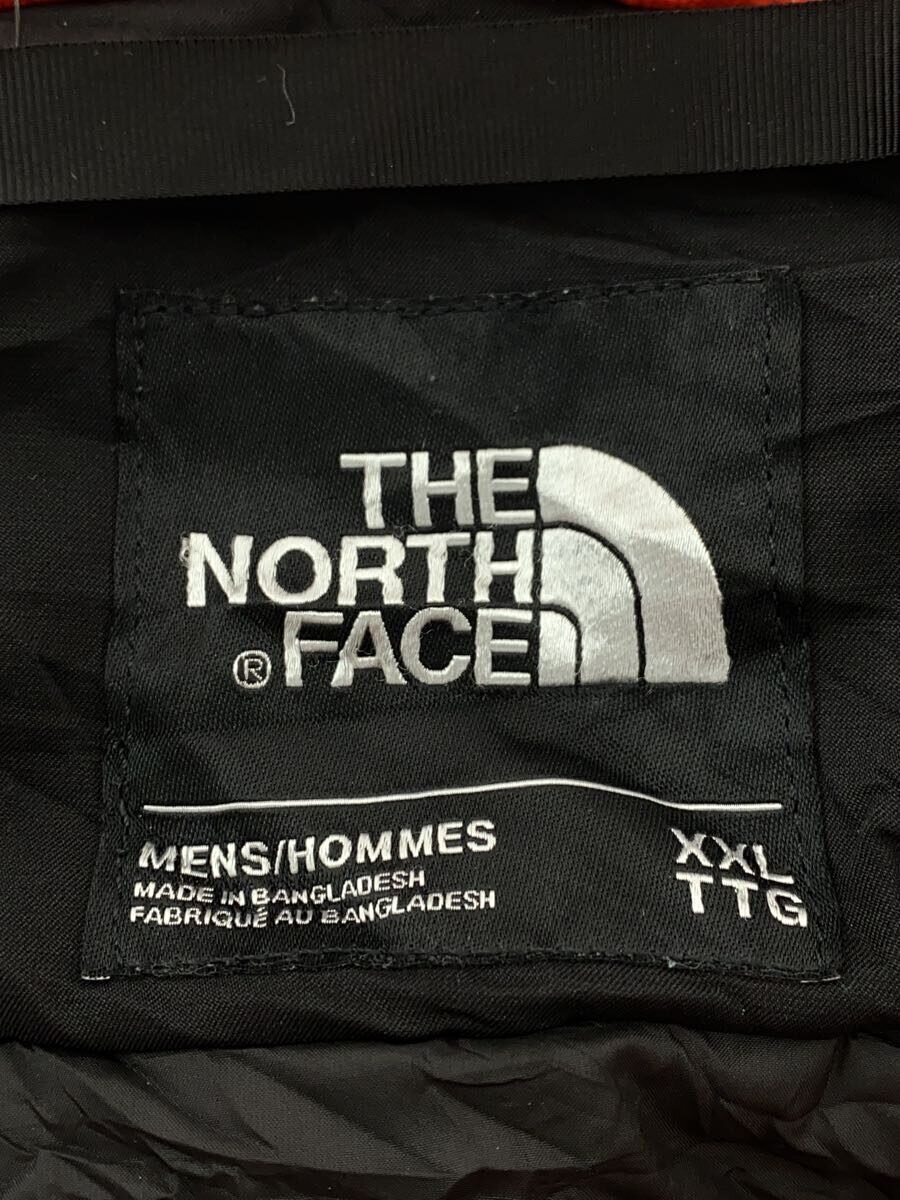 THE
NORTH
® FACE
MENS/HOMMES XXL
MADE IN BANGLADESH TTG
FABRIQUÉ AU BANGLADESH